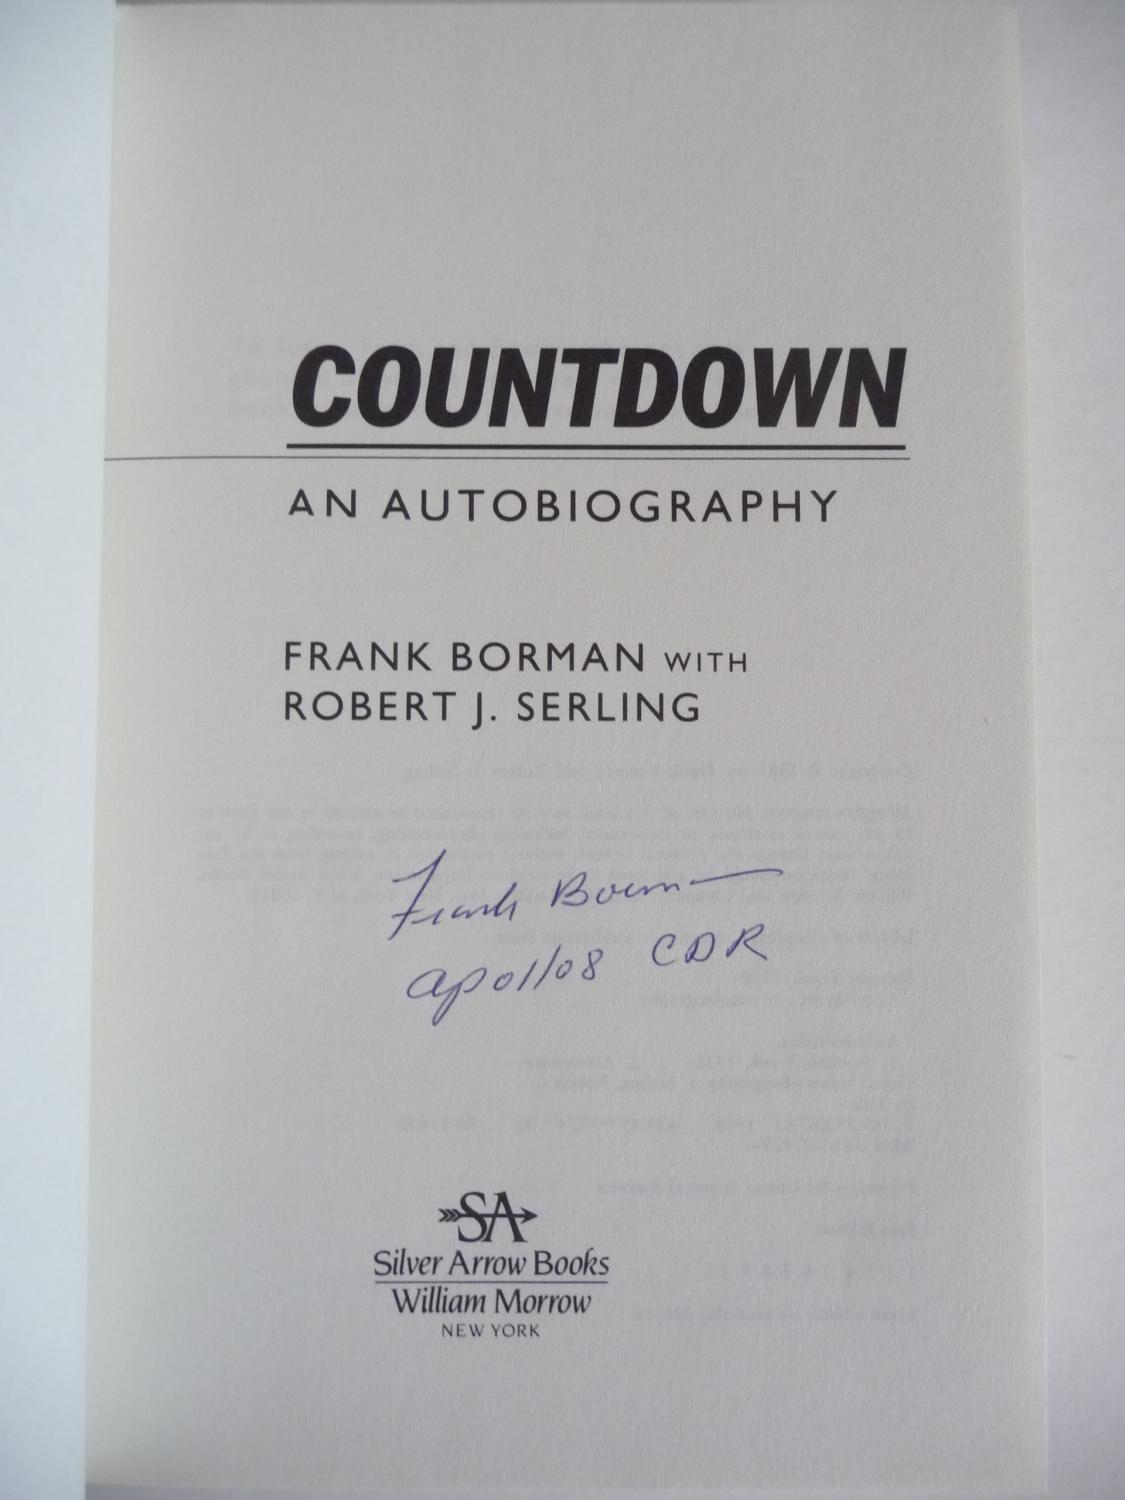 COUNTDOWN
AN AUTOBIOGRAPHY
FRANK BORMAN WITH
ROBERT J. SERLING
Frank Borman
Apollo 8 CDR
SA
Silver Arrow Books
William Morrow
NEW YORK